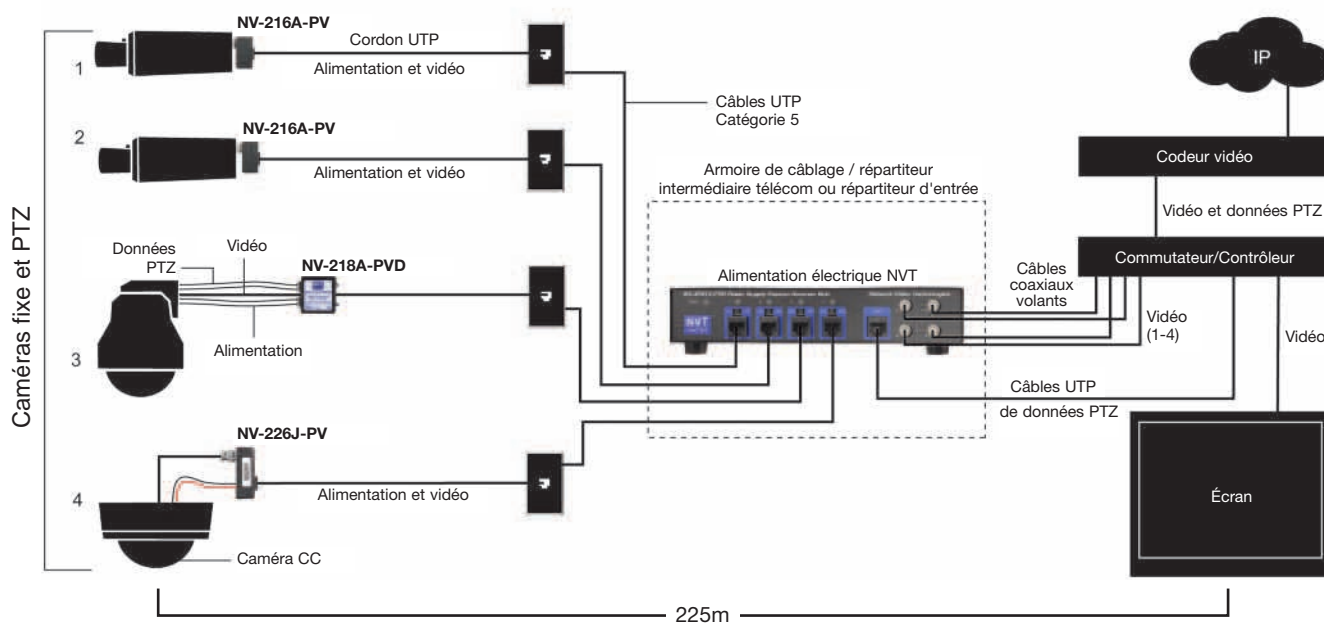 NV-216A-PV
Cordon UTP
Alimentation et vidéo
1
IP
Câbles UTP
Catégorie 5
2
NV-216A-PV
Alimentation et vidéo
Codeur vidéo
Armoire de câblage / répartiteur
intermédiaire télécom ou répartiteur d'entrée
Vidéo et données PTZ
Caméras fixe et PTZ
Données
PTZ
Vidéo
NV-218A-PVD
Alimentation
3
Alimentation électrique NVT
NVT
Câbles
coaxiaux
volants
Commutateur/Contrôleur
Vidéo
(1-4)
Vidéo
Câbles UTP
de données PTZ
NV-226J-PV
Alimentation et vidéo
4
Caméra CC
Écran
225m